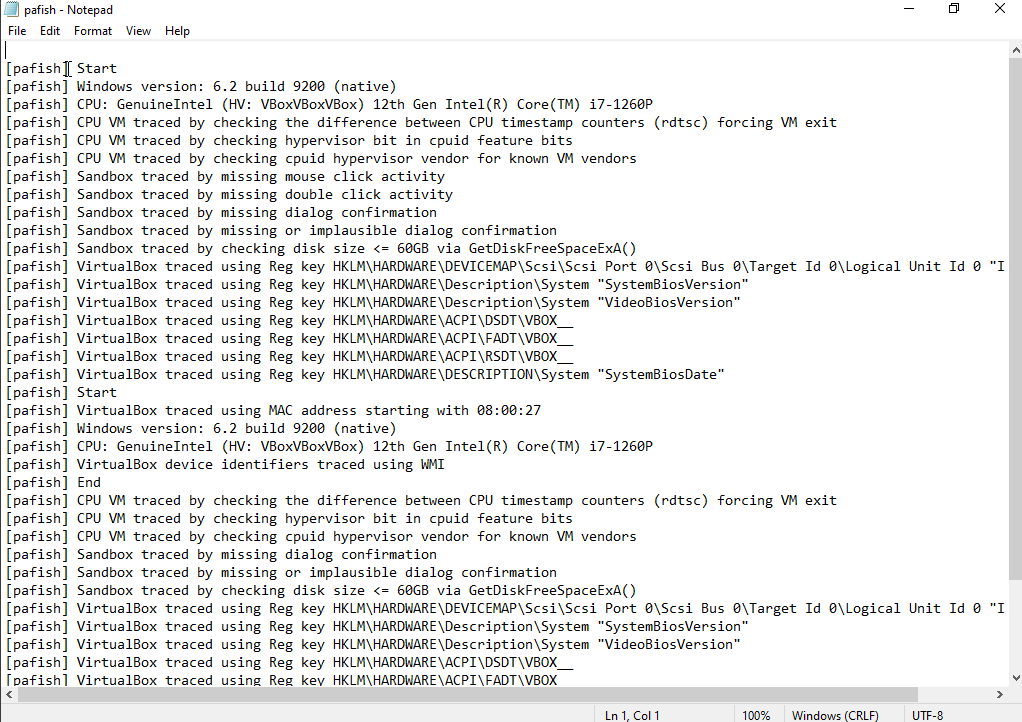 pafish - Notepad
File Edit Format View Help
[pafish] Start
[pafish] Windows version: 6.2 build 9200 (native)
[pafish] CPU: GenuineIntel (HV: VBoxVBoxVBox) 12th Gen Intel(R) Core(TM) i7-1260P
[pafish] CPU VM traced by checking the difference between CPU timestamp counters (rdtsc) forcing VM exit
[pafish] CPU VM traced by checking hypervisor bit in cpuid feature bits
[pafish] CPU VM traced by checking cpuid hypervisor vendor for known VM vendors
[pafish] Sandbox traced by missing mouse click activity
[pafish] Sandbox traced by missing double click activity
[pafish] Sandbox traced by missing dialog confirmation
[pafish] Sandbox traced by missing or implausible dialog confirmation
[pafish] Sandbox traced by checking disk size <= 60GB via GetDiskFreeSpaceExA()
[pafish] VirtualBox traced using Reg key HKLM\HARDWARE\DEVICEMAP\Scsi\Scsi Port 0\Scsi Bus 0\Target Id 0\Logical Unit Id 0 "I
[pafish] VirtualBox traced using Reg key HKLM\HARDWARE\Description\System "SystemBiosVersion"
[pafish] VirtualBox traced using Reg key HKLM\HARDWARE\Description\System "VideoBiosVersion"
[pafish] VirtualBox traced using Reg key HKLM\HARDWARE\ACPI\DSDT\VBOX__
[pafish] VirtualBox traced using Reg key HKLM\HARDWARE\ACPI\FADT\VBOX__
[pafish] VirtualBox traced using Reg key HKLM\HARDWARE\ACPI\RSDT\VBOX__
[pafish] VirtualBox traced using Reg key HKLM\HARDWARE\DESCRIPTION\System "SystemBiosDate"
[pafish] Start
[pafish] VirtualBox traced using MAC address starting with 08:00:27
[pafish] Windows version: 6.2 build 9200 (native)
[pafish] CPU: GenuineIntel (HV: VBoxVBoxVBox) 12th Gen Intel(R) Core(TM) i7-1260P
[pafish] VirtualBox device identifiers traced using WMI
[pafish] End
[pafish] CPU VM traced by checking the difference between CPU timestamp counters (rdtsc) forcing VM exit
[pafish] CPU VM traced by checking hypervisor bit in cpuid feature bits
[pafish] CPU VM traced by checking cpuid hypervisor vendor for known VM vendors
[pafish] Sandbox traced by missing dialog confirmation
[pafish] Sandbox traced by missing or implausible dialog confirmation
[pafish] Sandbox traced by checking disk size <= 60GB via GetDiskFreeSpaceExA()
[pafish] VirtualBox traced using Reg key HKLM\HARDWARE\DEVICEMAP\Scsi\Scsi Port 0\Scsi Bus 0\Target Id 0\Logical Unit Id 0 "I
[pafish] VirtualBox traced using Reg key HKLM\HARDWARE\Description\System "SystemBiosVersion"
[pafish] VirtualBox traced using Reg key HKLM\HARDWARE\Description\System "VideoBiosVersion"
[pafish] VirtualBox traced using Reg key HKLM\HARDWARE\ACPI\DSDT\VBOX__
[pafish] VirtualBox traced using Reg key HKLM\HARDWARE\ACPI\FADT\VBOX
Ln 1, Col 1 100% Windows (CRLF) UTF-8